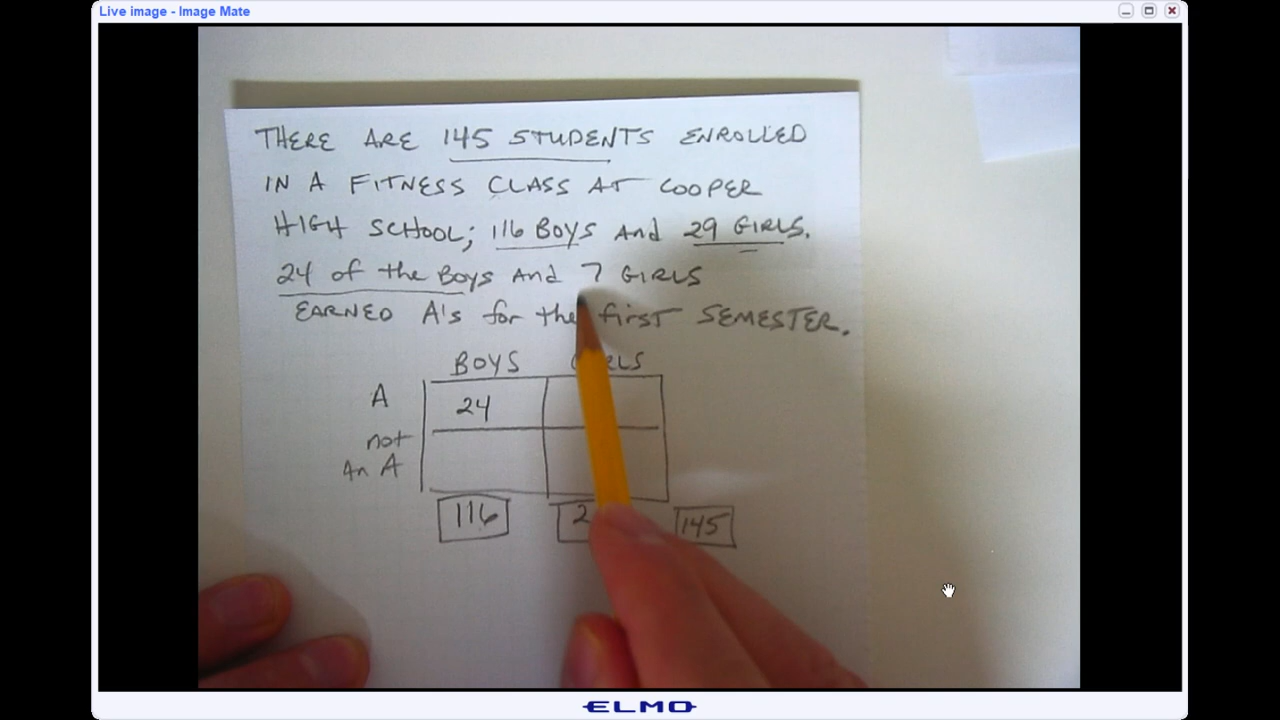 Live image - Image Mate
THERE ARE 145 STUDENTS ENROLLED
IN A FITNESS CLASS AT COOPER
HIGH SCHOOL; 116 BOYS AND 29 GIRLS.
24 of the BOYS AND 7 GIRLS
EARNED A's for the first SEMESTER.
BOYS
A 24
not
An A
116 145
ELMO